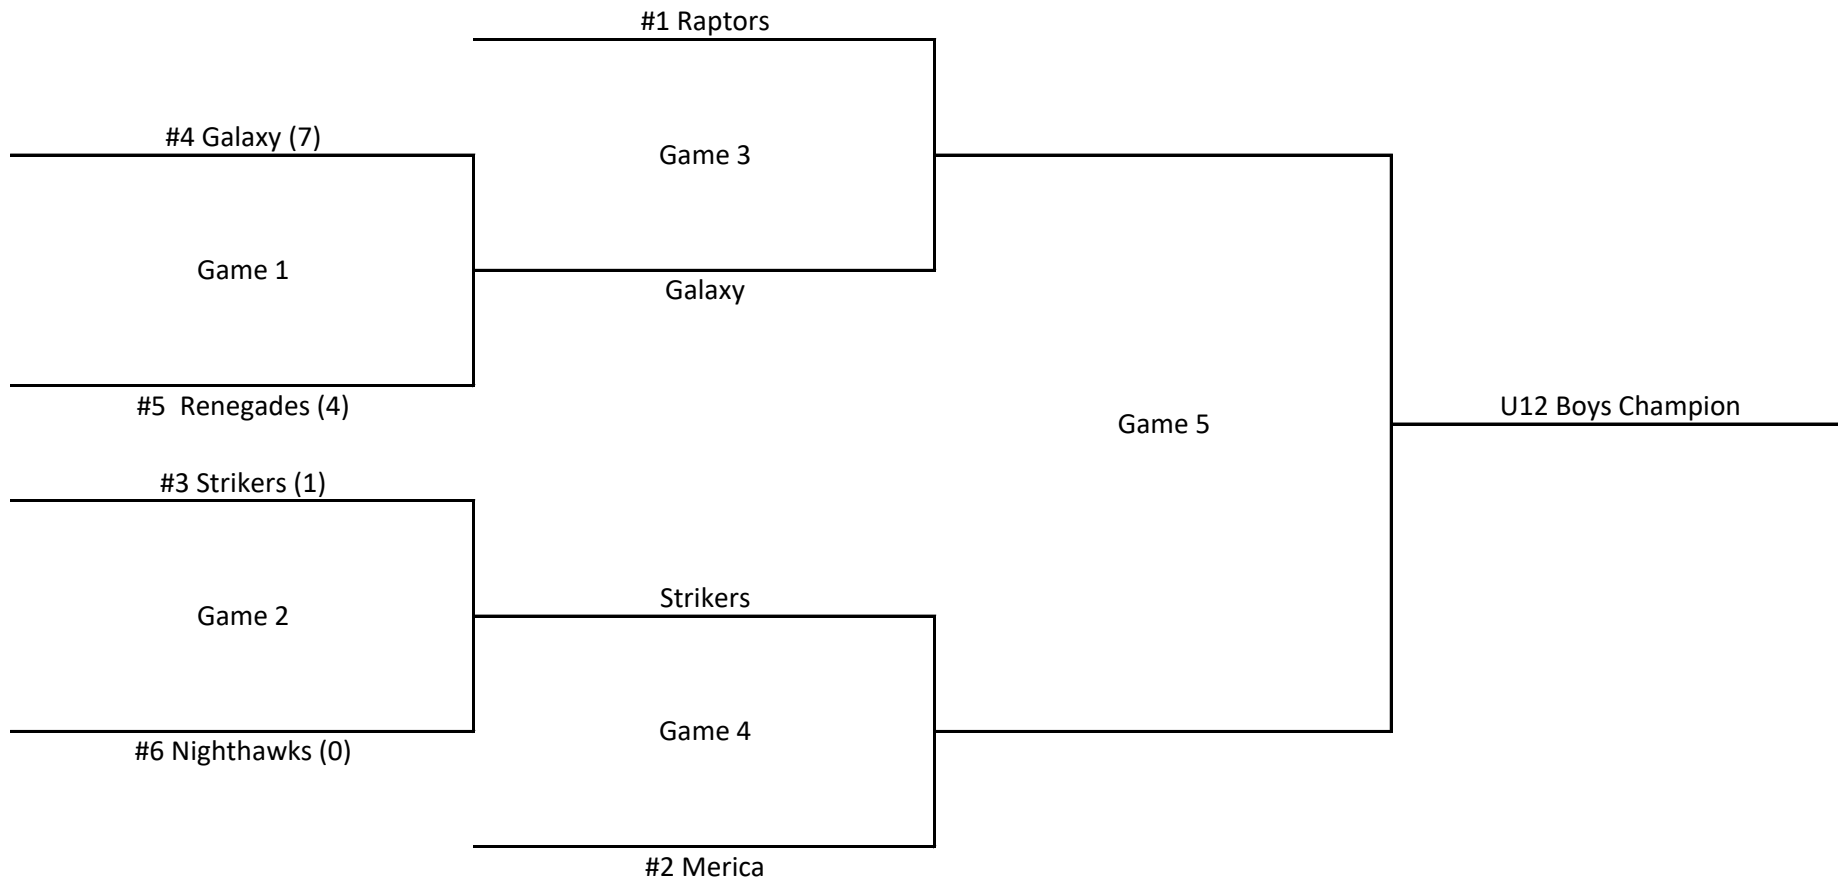 #1 Raptors
#4 Galaxy (7)
Game 3
Game 1
Galaxy
#5  Renegades (4)
Game 5
U12 Boys Champion
#3 Strikers (1)
Strikers
Game 2
Game 4
#6 Nighthawks (0)
#2 Merica